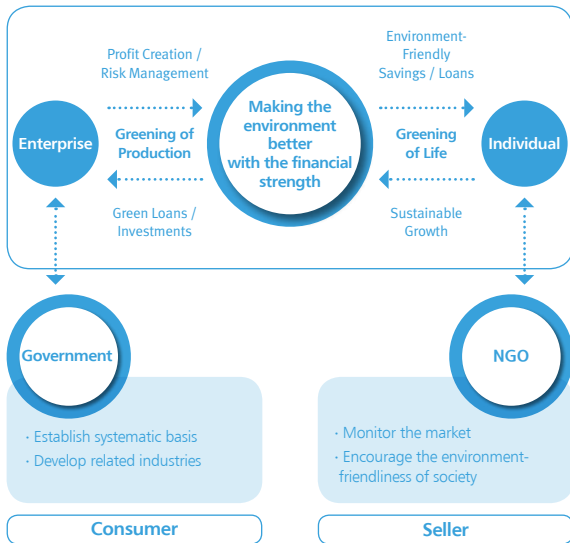 Profit Creation /
Risk Management
Environment-
Friendly
Savings / Loans
Enterprise
Greening of
Production
Making the
environment
better
with the financial
strength
Greening
of Life
Individual
Green Loans /
Investments
Sustainable
Growth
Government
NGO
· Establish systematic basis
· Develop related industries
· Monitor the market
· Encourage the environment-
friendliness of society
Consumer
Seller